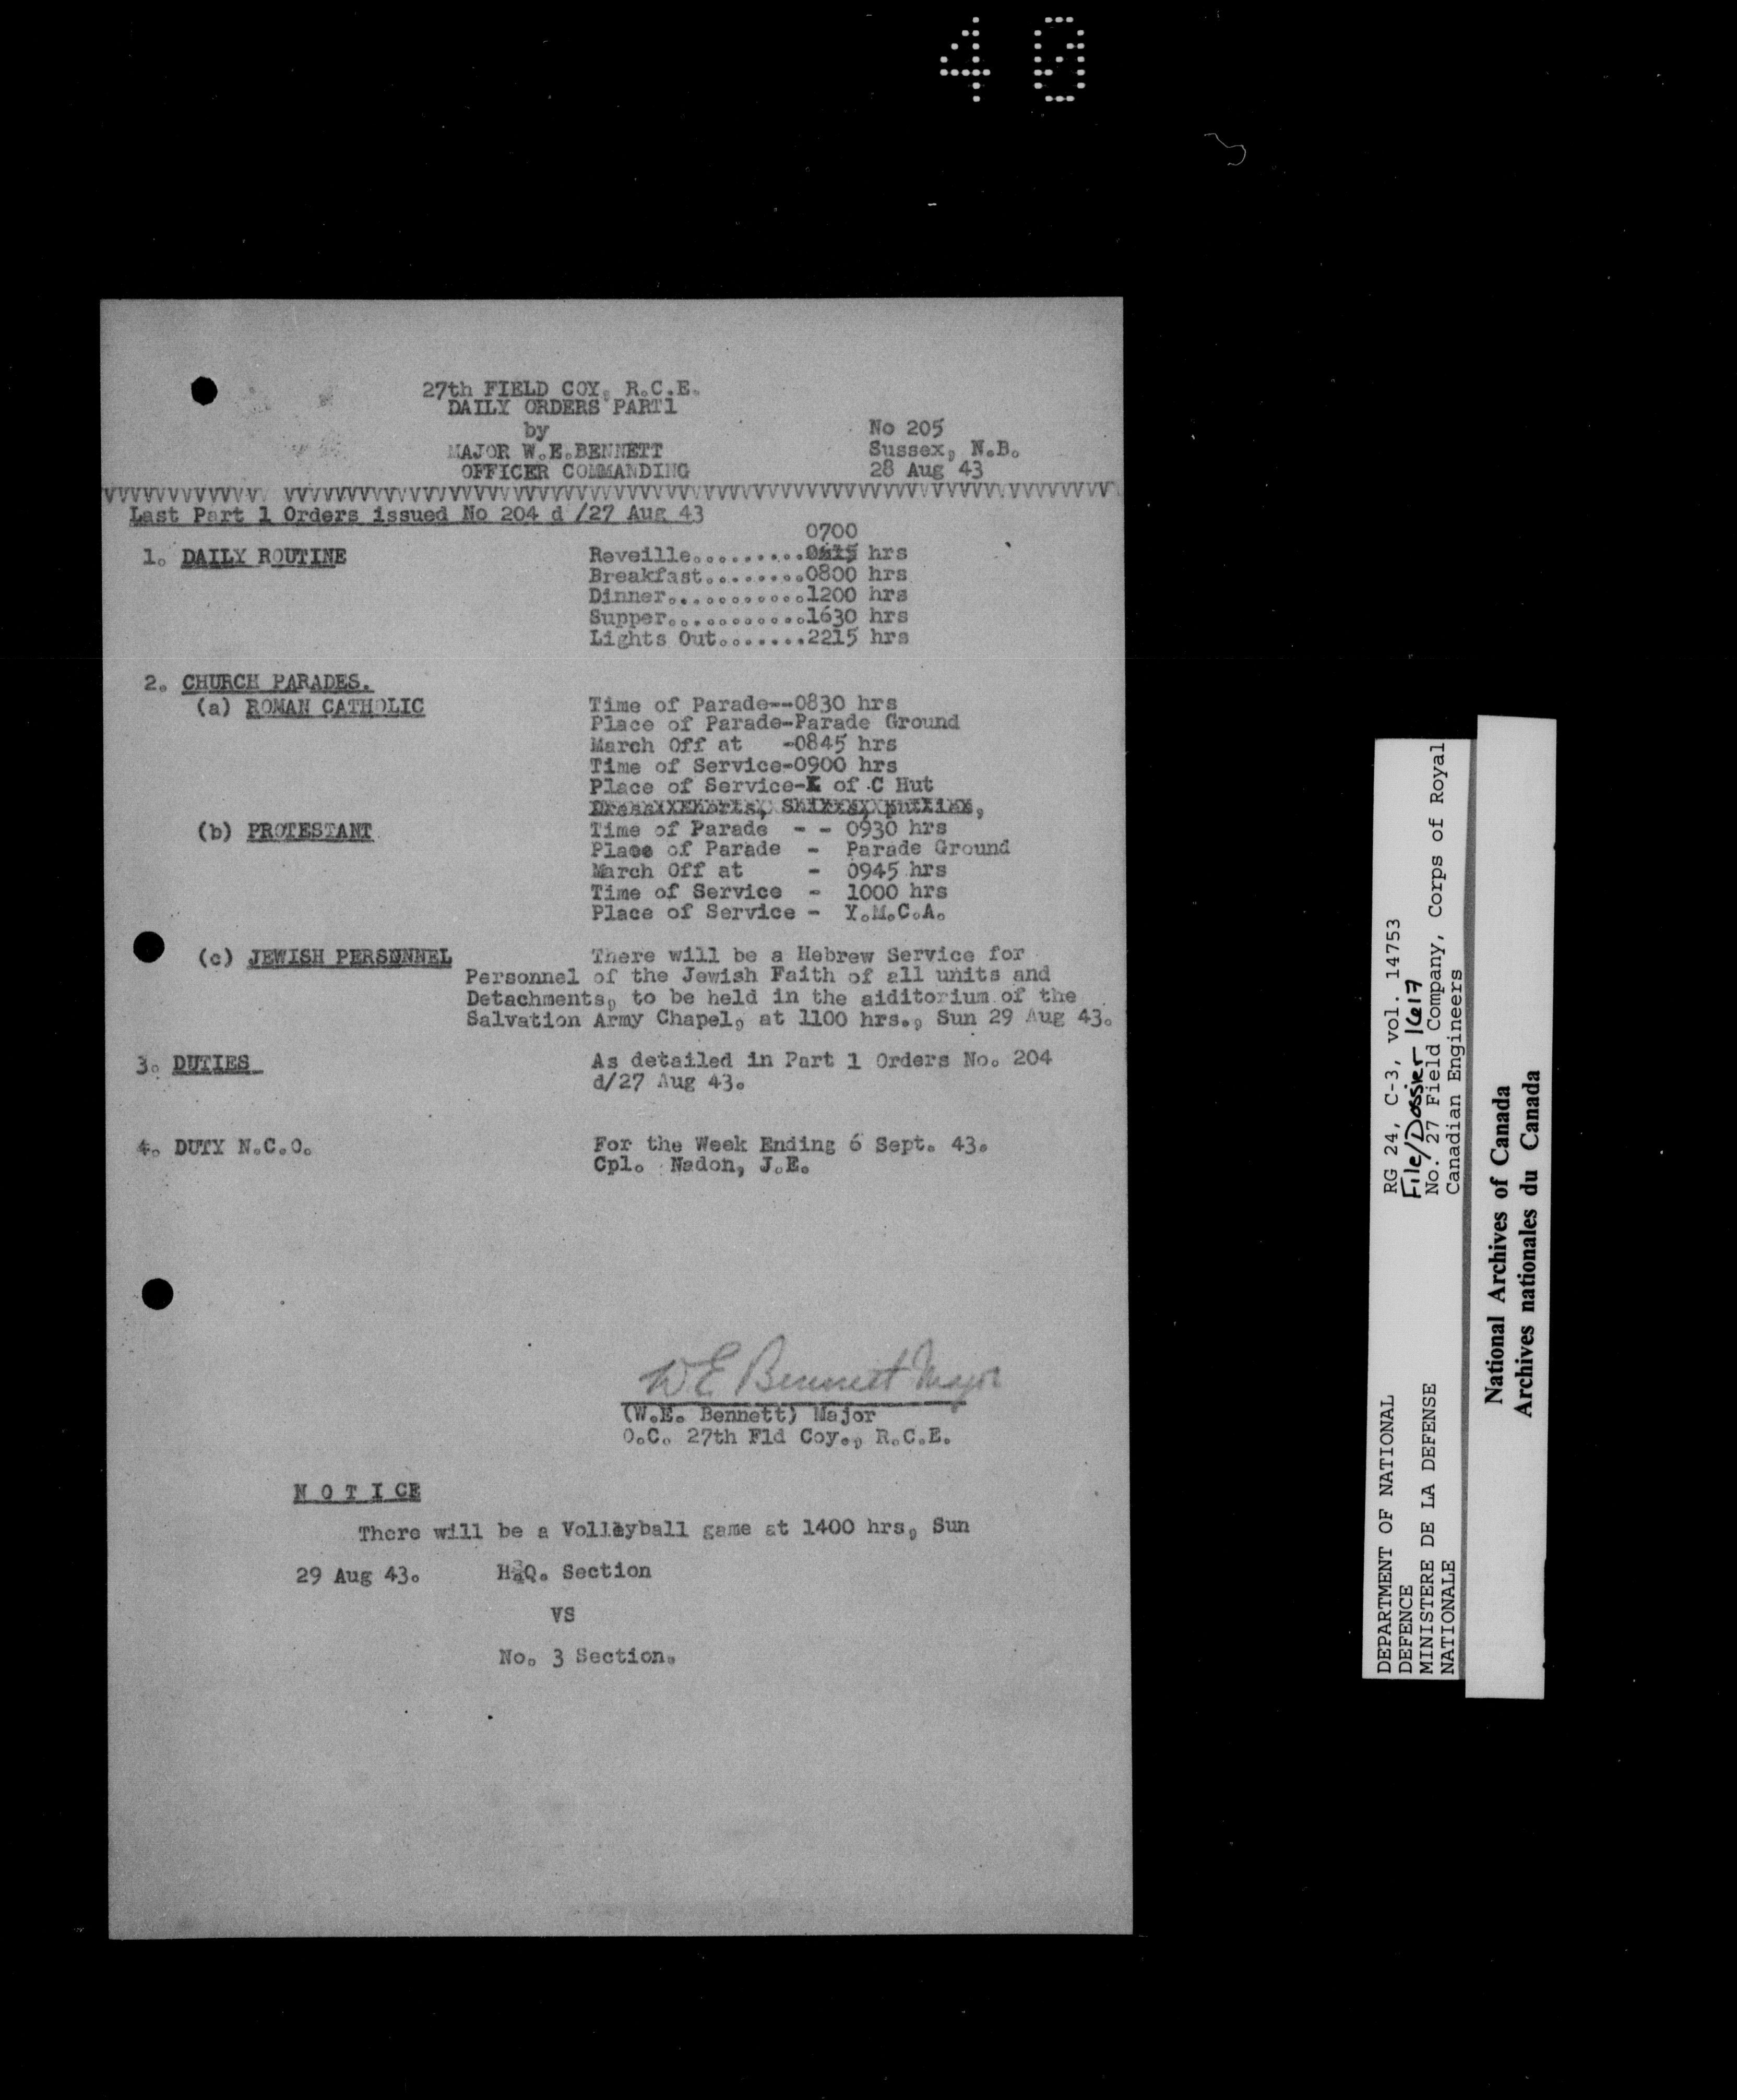 40
27th FIELD COY, R.C.E.
DAILY ORDERS PART1
by
MAJOR W.E.BENNETT
OFFICER COMMANDING
No 205
Sussex, N.B.
28 Aug 43
VVVVVVVVVVV VVVVVVVVVVVVVVVVVVVVVVVVVVVVVVVVVVVVVVVVVVVVVVVVVVVVVV
Last Part 1 Orders issued No 204 d /27 Aug 43
0700
1. DAILY ROUTINE Reveille.........0615 hrs
Breakfast........0800 hrs
Dinner...........1200 hrs
Supper...........1630 hrs
Lights Out.......2215 hrs
2. CHURCH PARADES.
(a) ROMAN CATHOLIC Time of Parade--0830 hrs
Place of Parade-Parade Ground
March Off at -0845 hrs
Time of Service-0900 hrs
Place of Service-K of C Hut
(b) PROTESTANT Time of Parade - - 0930 hrs
Place of Parade - Parade Ground
March Off at - 0945 hrs
Time of Service - 1000 hrs
Place of Service - Y.M.C.A.
(c) JEWISH PERSONNEL There will be a Hebrew Service for
Personnel of the Jewish Faith of all units and
Detachments, to be held in the aiditorium of the
Salvation Army Chapel, at 1100 hrs., Sun 29 Aug 43.
3. DUTIES As detailed in Part 1 Orders No. 204
d/27 Aug 43.
4. DUTY N.C.O. For the Week Ending 6 Sept. 43.
Cpl. Nadon, J.E.
W E Bennett Major
(W.E. Bennett) Major
O.C. 27th Fld Coy., R.C.E.
N O T I CE
There will be a Volleyball game at 1400 hrs, Sun
29 Aug 43. H.Q. Section
VS
No. 3 Section.
DEPARTMENT OF NATIONAL
DEFENCE
MINISTERE DE LA DEFENSE
NATIONALE
RG 24, C-3, vol. 14753
File/Dossier 1617
No. 27 Field Company, Corps of Royal
Canadian Engineers
National Archives of Canada
Archives nationales du Canada